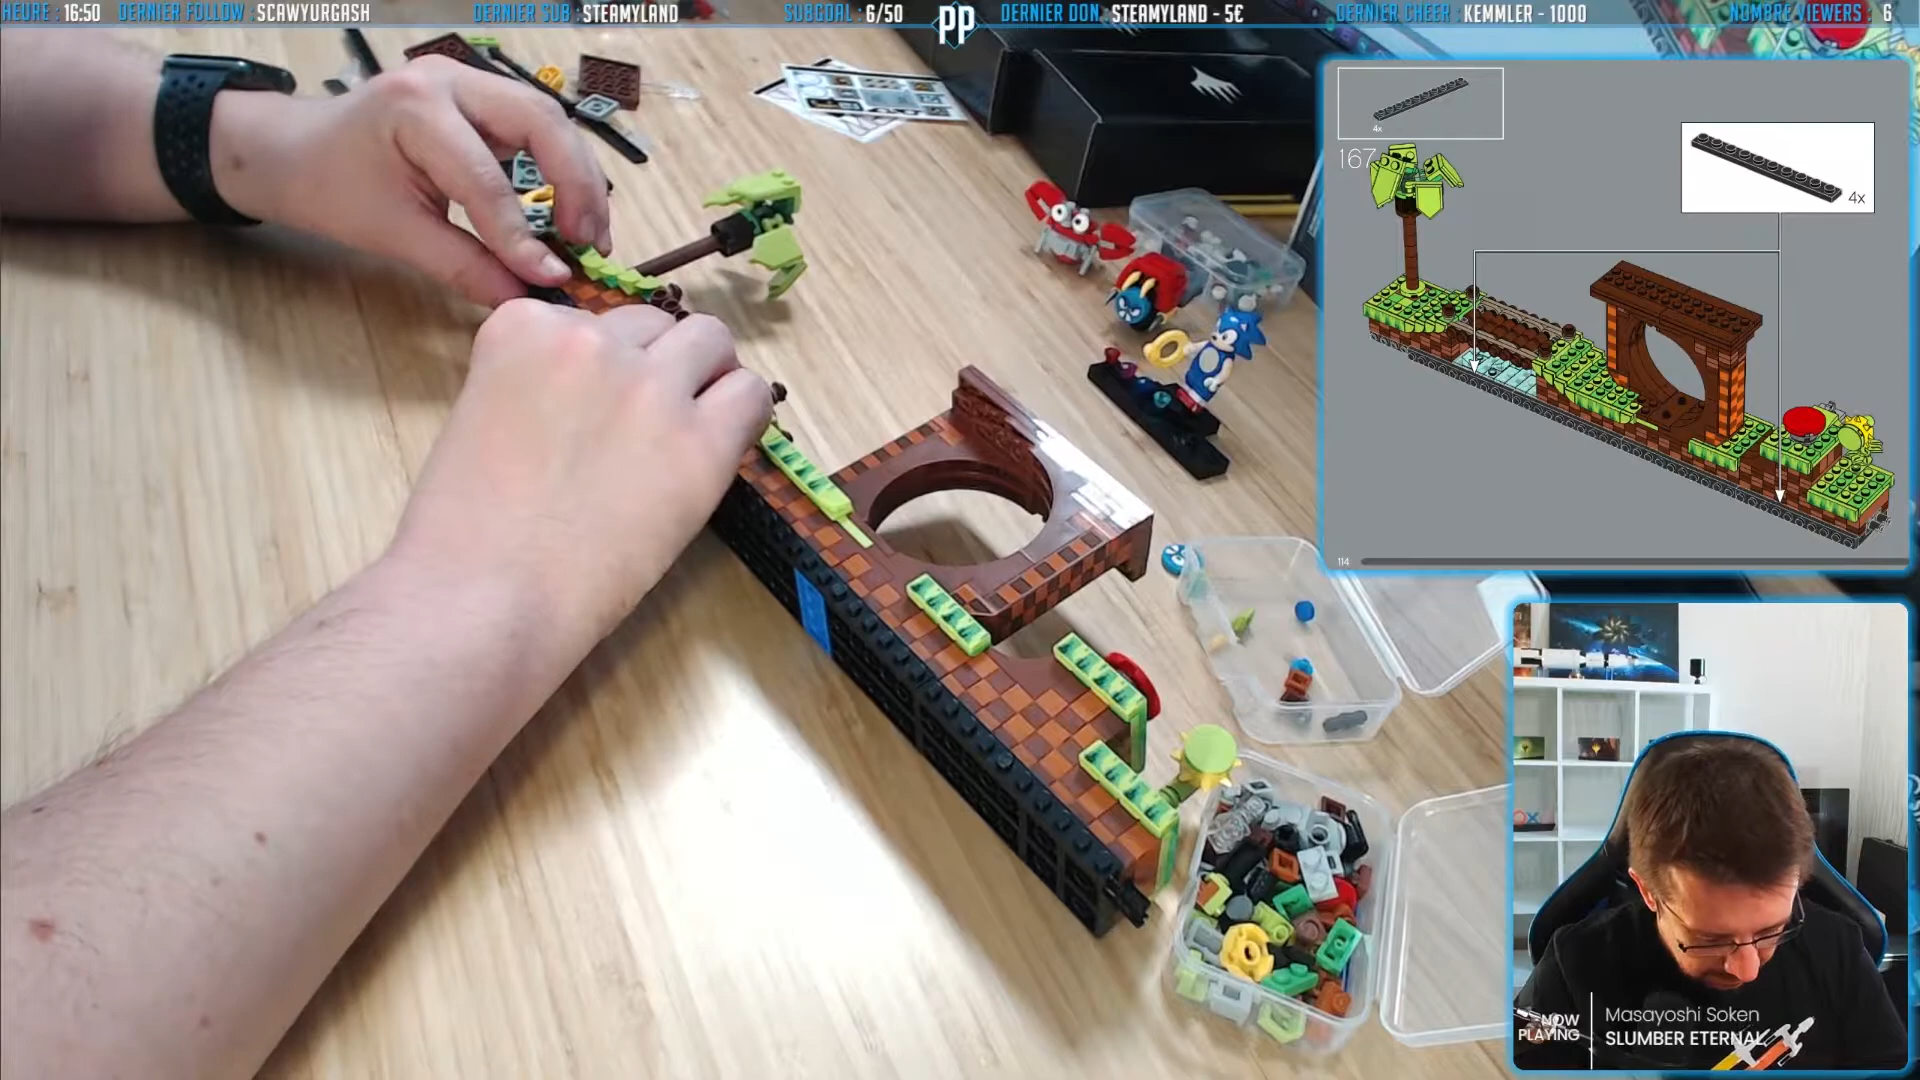 HEURE : 16:50 DERNIER FOLLOW : SCAWYURGASH DERNIER SUB : STEAMYLAND SUBGOAL : 6/50 PP DERNIER DON : STEAMYLAND - 5€ DERNIER CHEER : KEMMLER - 1000 NOMBRE VIEWERS : 6
4x
167
4x
114
NOW
PLAYING
Masayoshi Soken
SLUMBER ETERNAL